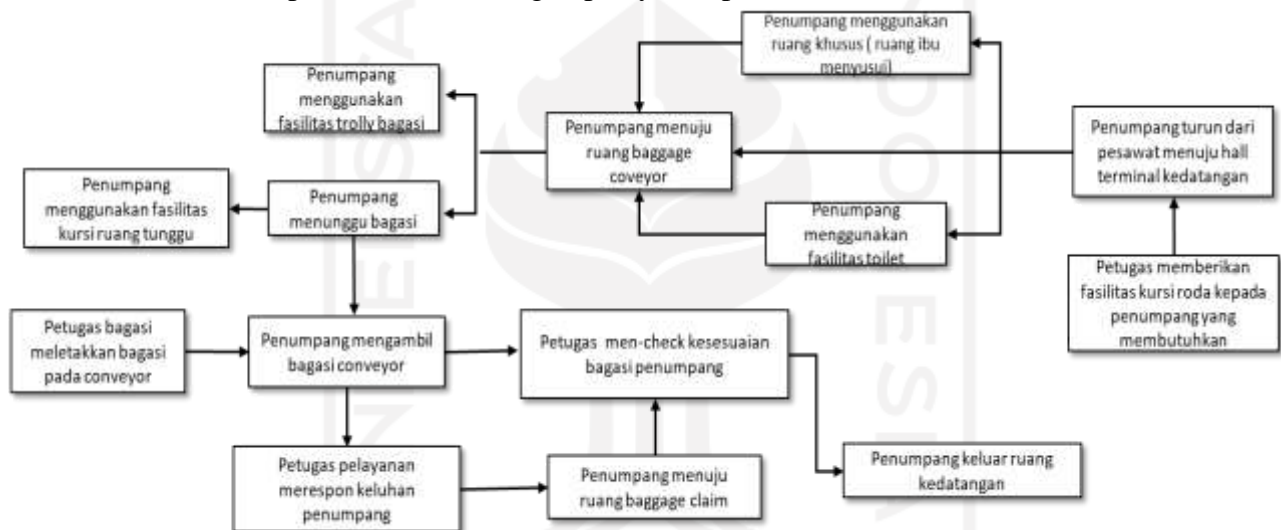 Penumpang menggunakan
ruang khusus ( ruang ibu
menyusui)
Penumpang
menggunakan
fasilitas trolly bagasi
Penumpang menuju
ruang baggage
coveyor
Penumpang turun dari
pesawat menuju hall
terminal kedatangan
Penumpang
menggunakan fasilitas
kursi ruang tunggu
Penumpang
menunggu bagasi
Penumpang
menggunakan
fasilitas toilet
Petugas memberikan
fasilitas kursi roda kepada
penumpang yang
membutuhkan
Petugas bagasi
meletakkan bagasi
pada conveyor
Penumpang mengambil
bagasi conveyor
Petugas men-check kesesuaian
bagasi penumpang
Petugas pelayanan
merespon keluhan
penumpang
Penumpang menuju
ruang baggage claim
Penumpang keluar ruang
kedatangan